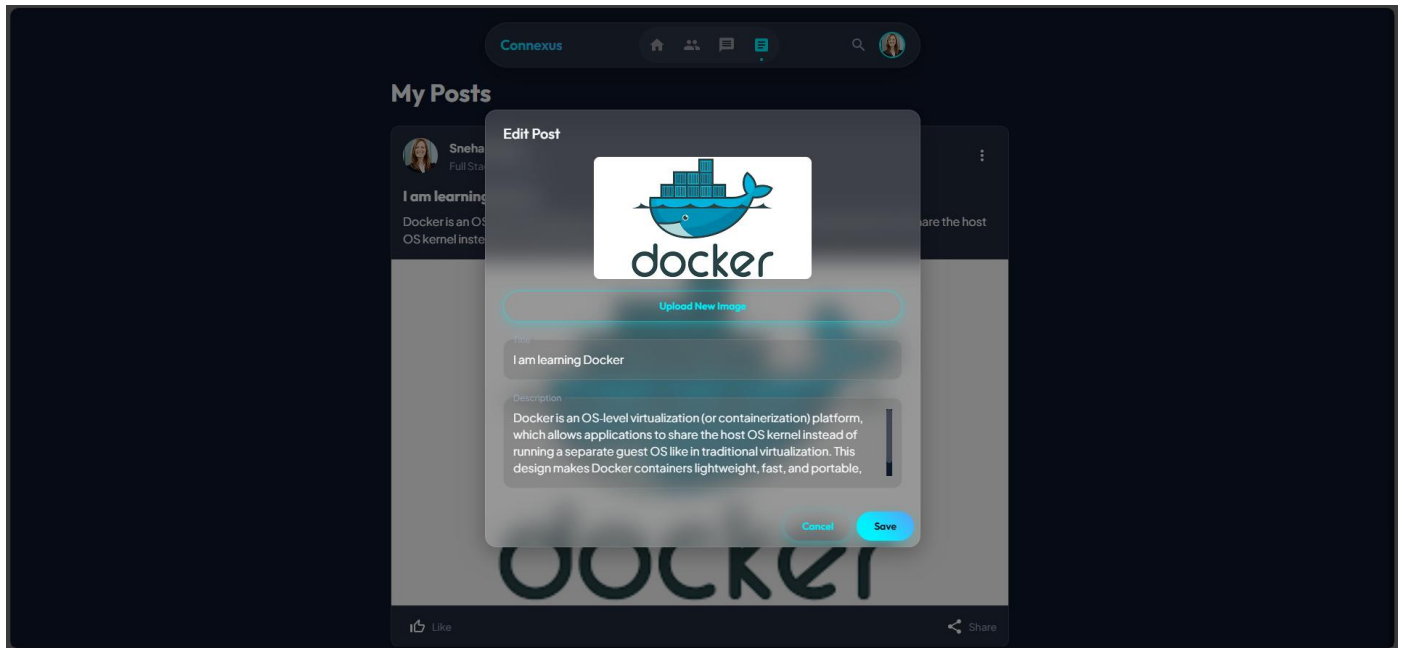 Connexus
My Posts
Edit Post
Sneha
Full Sta
I am learning
Docker is an OS
are the host
OS kernel inste
docker
Upload New Image
Title
I am learning Docker
Description
Docker is an OS-level virtualization (or containerization) platform,
which allows applications to share the host OS kernel instead of
running a separate guest OS like in traditional virtualization. This
design makes Docker containers lightweight, fast, and portable,
Cancel
Save
docker
Like
Share